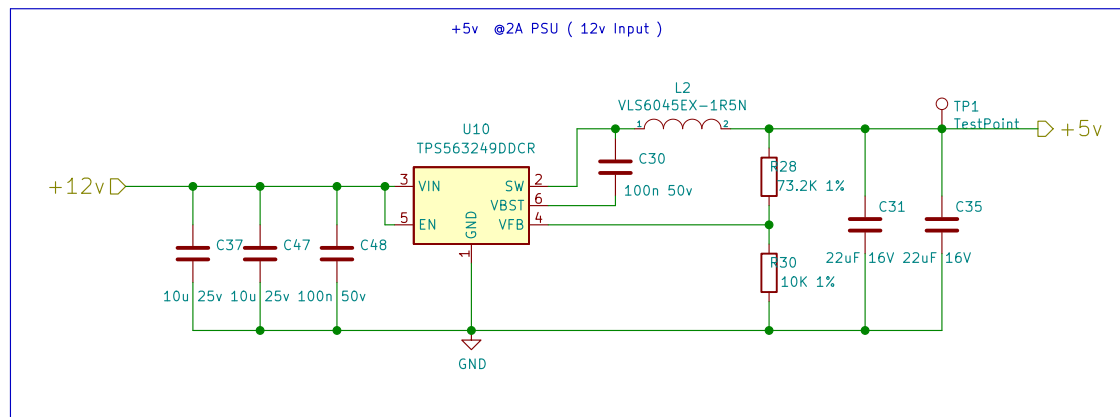 +5v @2A PSU ( 12v Input )
L2
VLS6045EX-1R5N
1 2
TP1
TestPoint
+5v
U10
TPS563249DDCR
C30
100n 50v
R28
73.2K 1%
+12v
3 VIN
SW 2
VBST 6
5 EN
VFB 4
GND
1
C37
10u 25v
C47
10u 25v
C48
100n 50v
R30
10K 1%
C31
22uF 16V
C35
22uF 16V
GND